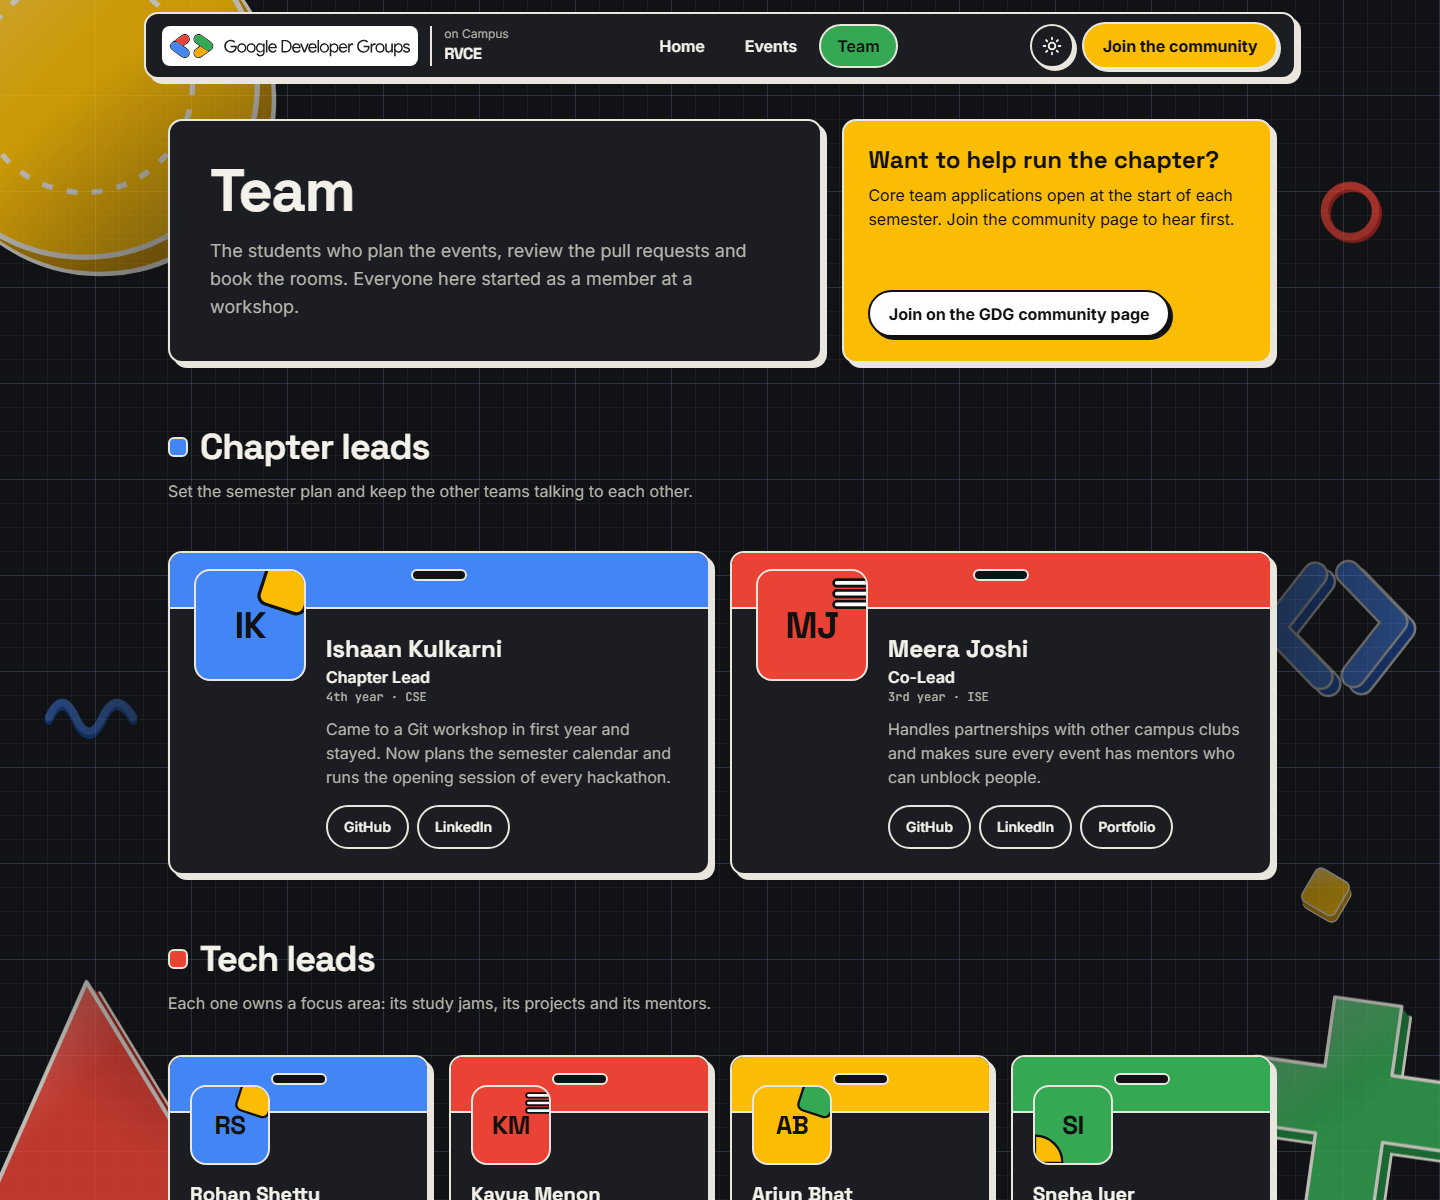 Google Developer Groups
on Campus
RVCE
Home
Events
Team
Join the community
Team
The students who plan the events, review the pull requests and
book the rooms. Everyone here started as a member at a
workshop.
Want to help run the chapter?
Core team applications open at the start of each
semester. Join the community page to hear first.
Join on the GDG community page
Chapter leads
Set the semester plan and keep the other teams talking to each other.
IK
Ishaan Kulkarni
Chapter Lead
4th year · CSE
Came to a Git workshop in first year and
stayed. Now plans the semester calendar and
runs the opening session of every hackathon.
GitHub
LinkedIn
MJ
Meera Joshi
Co-Lead
3rd year · ISE
Handles partnerships with other campus clubs
and makes sure every event has mentors who
can unblock people.
GitHub
LinkedIn
Portfolio
Tech leads
Each one owns a focus area: its study jams, its projects and its mentors.
RS
Rohan Shetty
KM
Kavya Menon
AB
Arjun Bhat
SI
Sneha Iyer